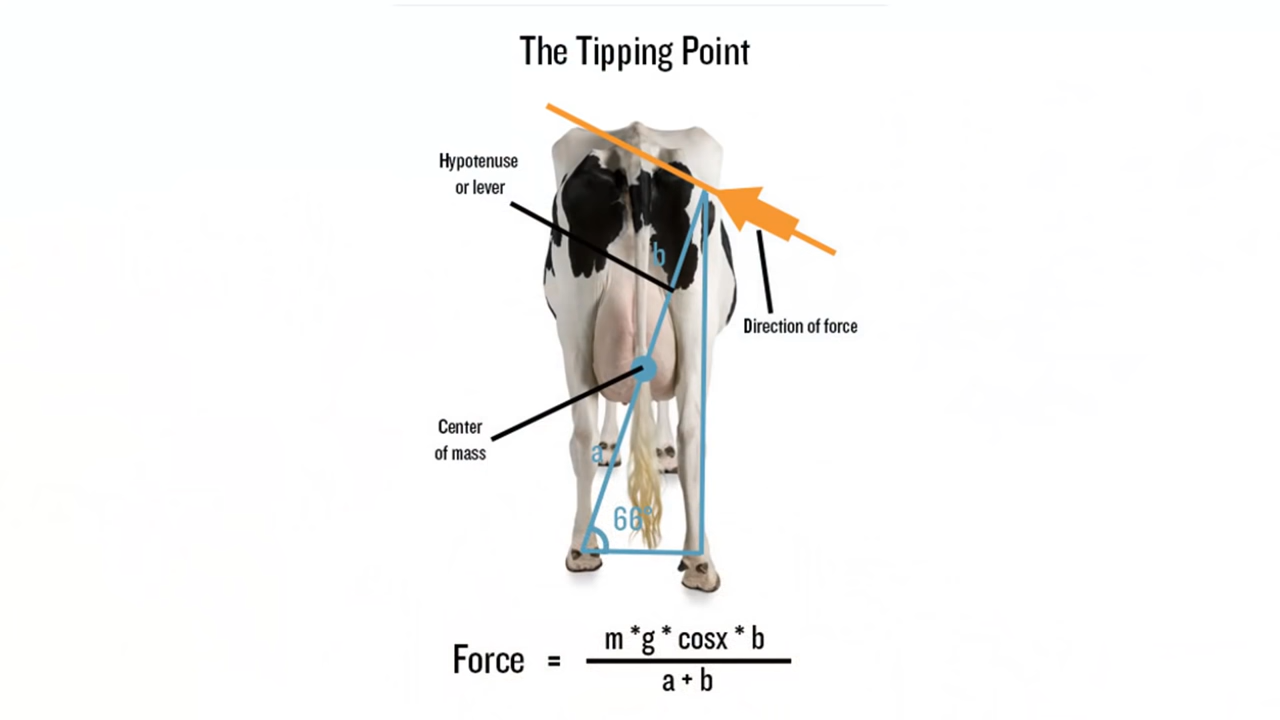 The Tipping Point
Hypotenuse
or lever
b
Direction of force
Center
of mass
a
66°
Force = m *g * cosx * b
a + b